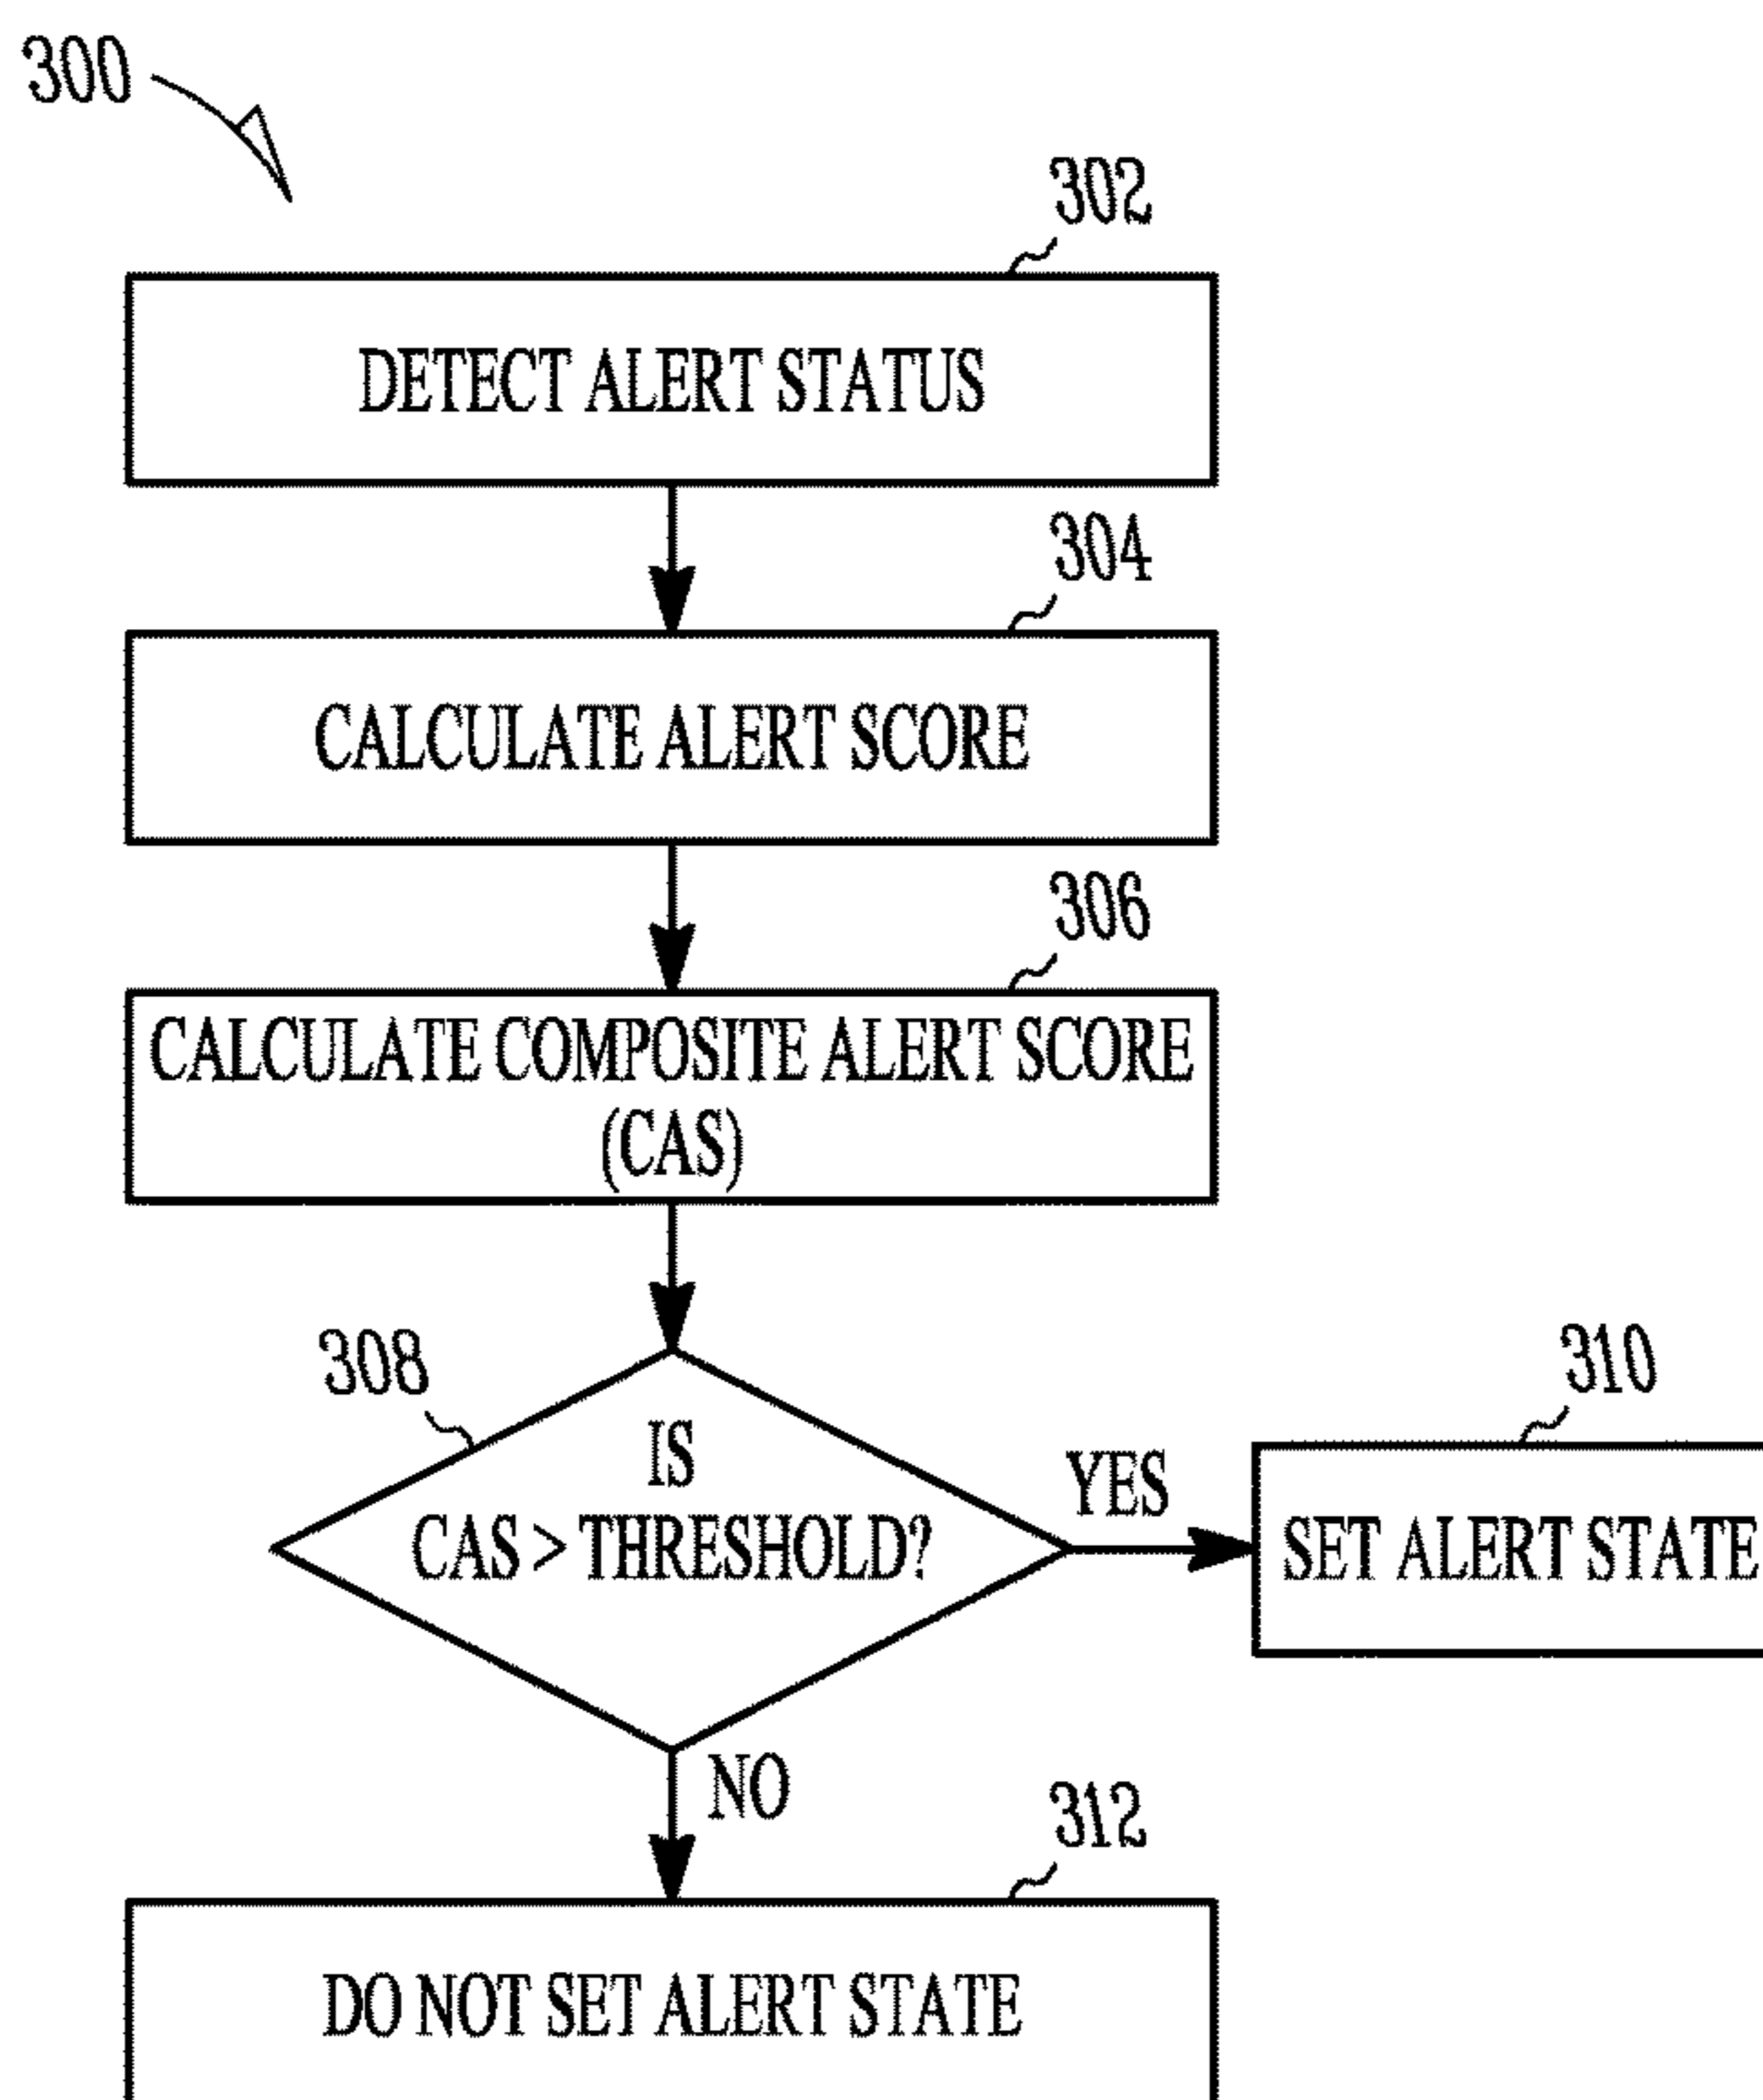 300
302
DETECT ALERT STATUS
304
CALCULATE ALERT SCORE
306
CALCULATE COMPOSITE ALERT SCORE
(CAS)
308
IS
CAS > THRESHOLD?
YES
310
SET ALERT STATE
NO
312
DO NOT SET ALERT STATE